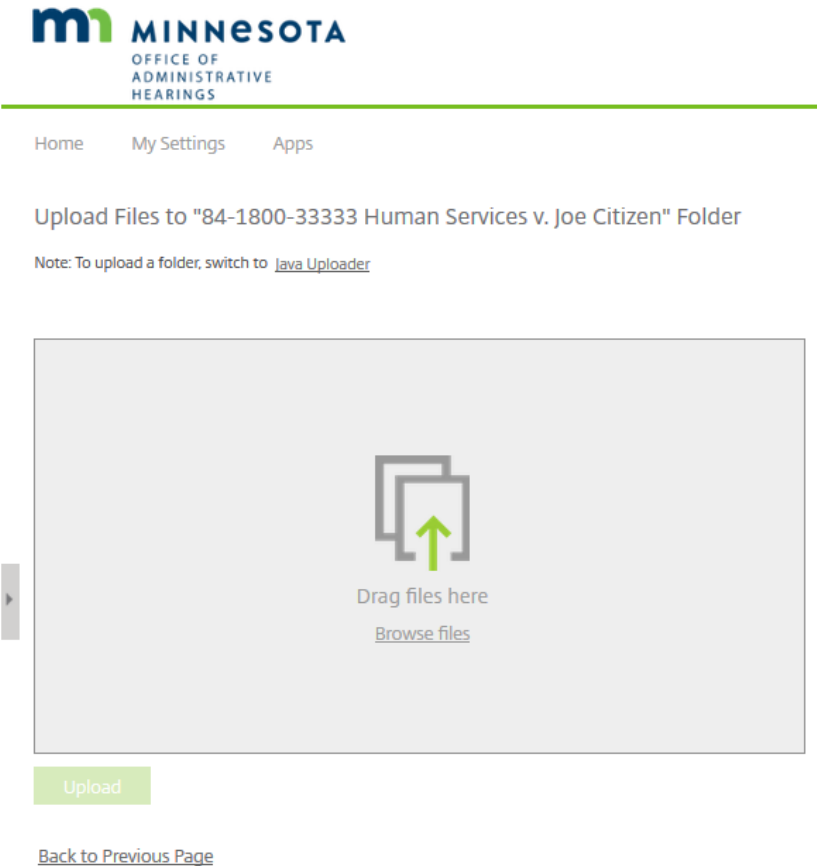 MINNESOTA
OFFICE OF
ADMINISTRATIVE
HEARINGS
Home My Settings Apps
Upload Files to "84-1800-33333 Human Services v. Joe Citizen" Folder
Note: To upload a folder, switch to Java Uploader
Drag files here
Browse files
Upload
Back to Previous Page